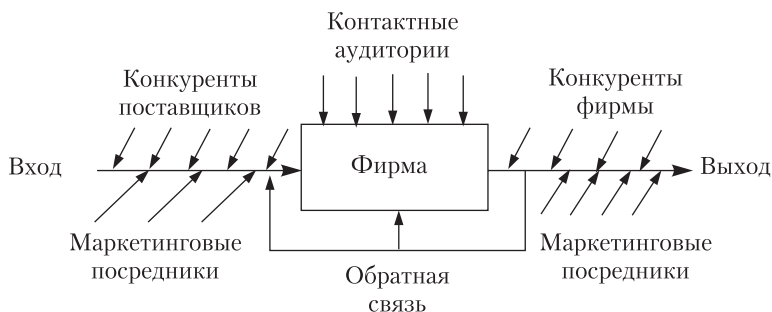 Контактные
аудитории
Конкуренты
поставщиков
Конкуренты
фирмы
Вход
Фирма
Выход
Маркетинговые
посредники
Обратная
связь
Маркетинговые
посредники